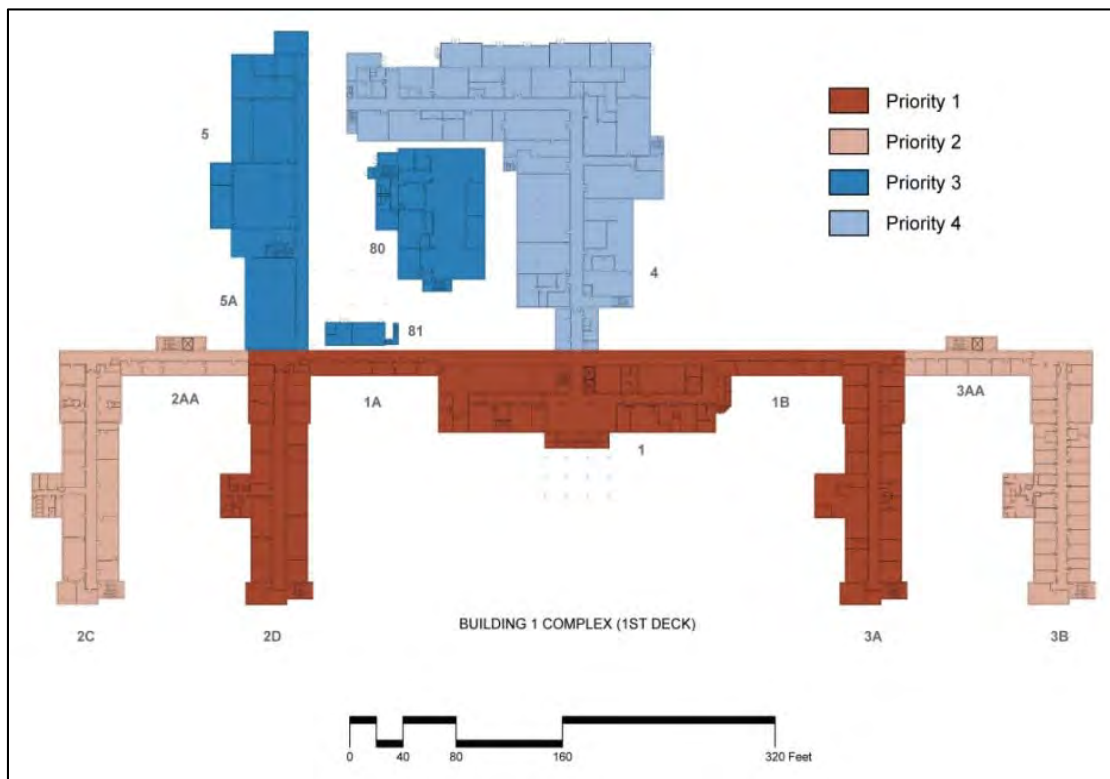 Priority 1
Priority 2
Priority 3
Priority 4
5
80
4
5A
81
2AA
1A
1B
3AA
1
BUILDING 1 COMPLEX (1ST DECK)
2C
2D
3A
3B
0
40
80
160
320 Feet